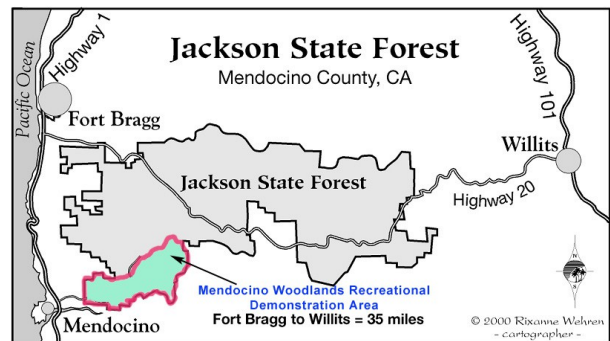 Jackson State Forest
Mendocino County, CA
Pacific Ocean
Highway 1
Highway 101
Fort Bragg
Willits
Jackson State Forest
Highway 20
Mendocino Woodlands Recreational
Demonstration Area
Mendocino
Fort Bragg to Willits = 35 miles
© 2000 Rixanne Wehren
- cartographer -